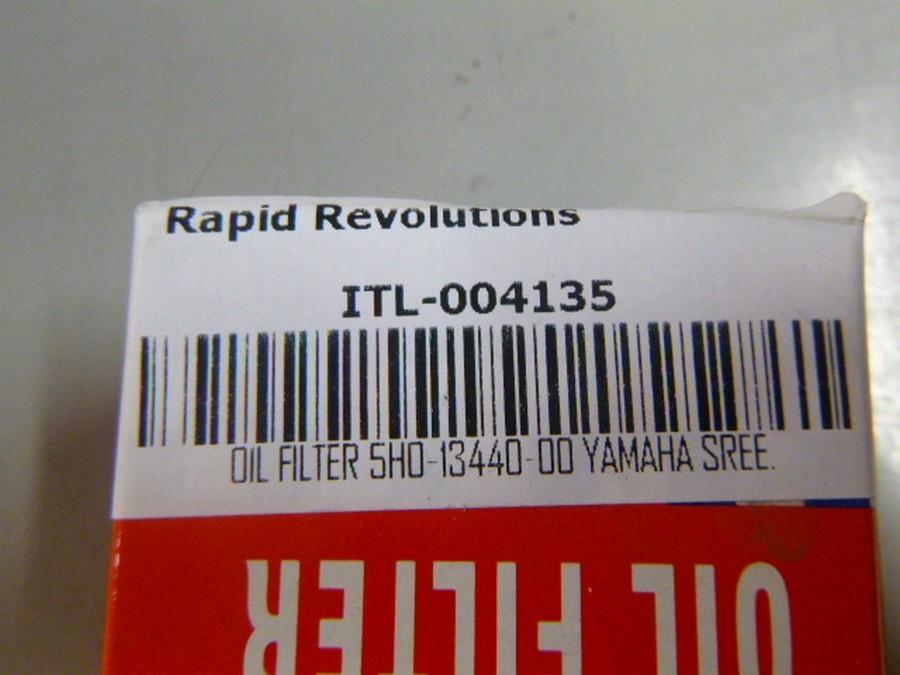 Rapid Revolutions
ITL-004135
OIL FILTER 5H0-13440-00 YAMAHA SREE.
OIL FILTER